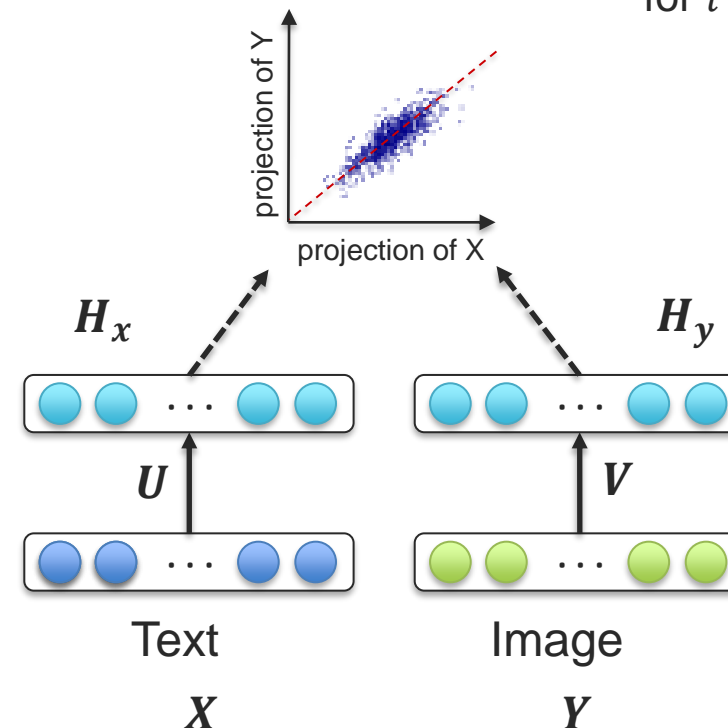 for t
projection of Y
projection of X
H_x
H_y
. . .
. . .
U
V
. . .
. . .
Text
Image
X
Y